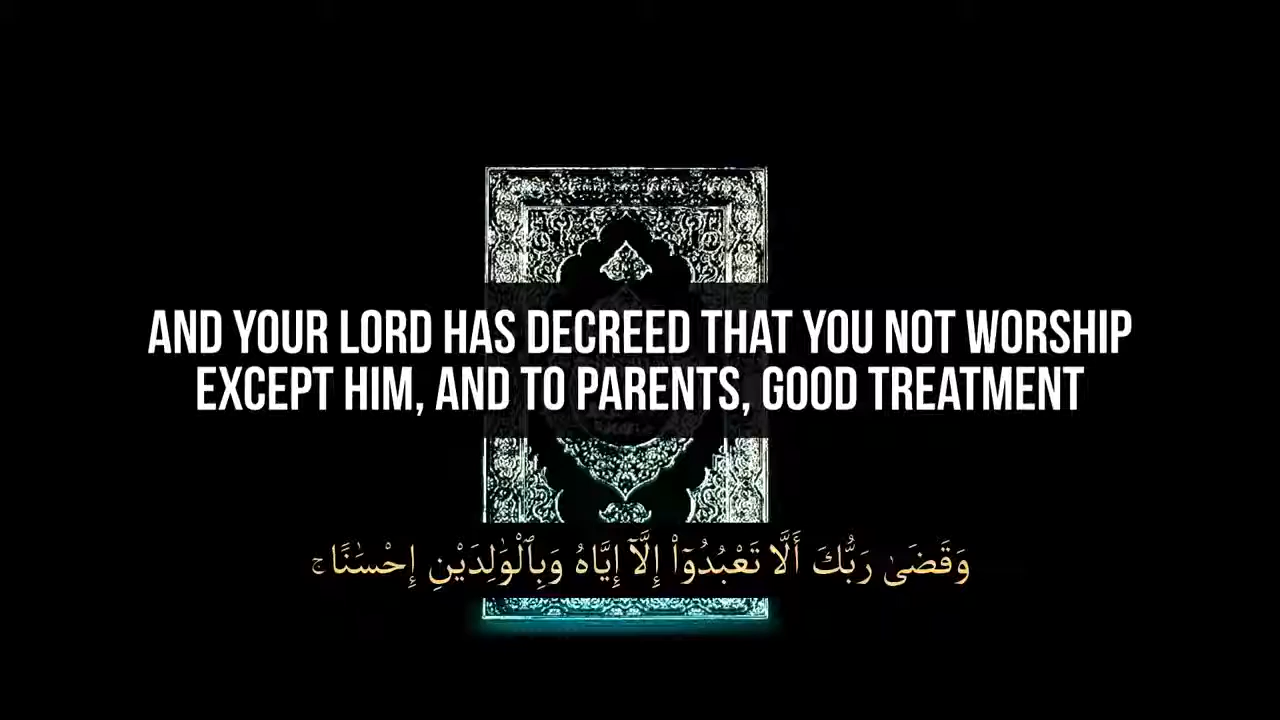 AND YOUR LORD HAS DECREED THAT YOU NOT WORSHIP
EXCEPT HIM, AND TO PARENTS, GOOD TREATMENT
وَقَضَىٰ رَبُّكَ أَلَّا تَعْبُدُوٓا۟ إِلَّآ إِيَّاهُ وَبِٱلْوَٰلِدَيْنِ إِحْسَـٰنًا ۚ